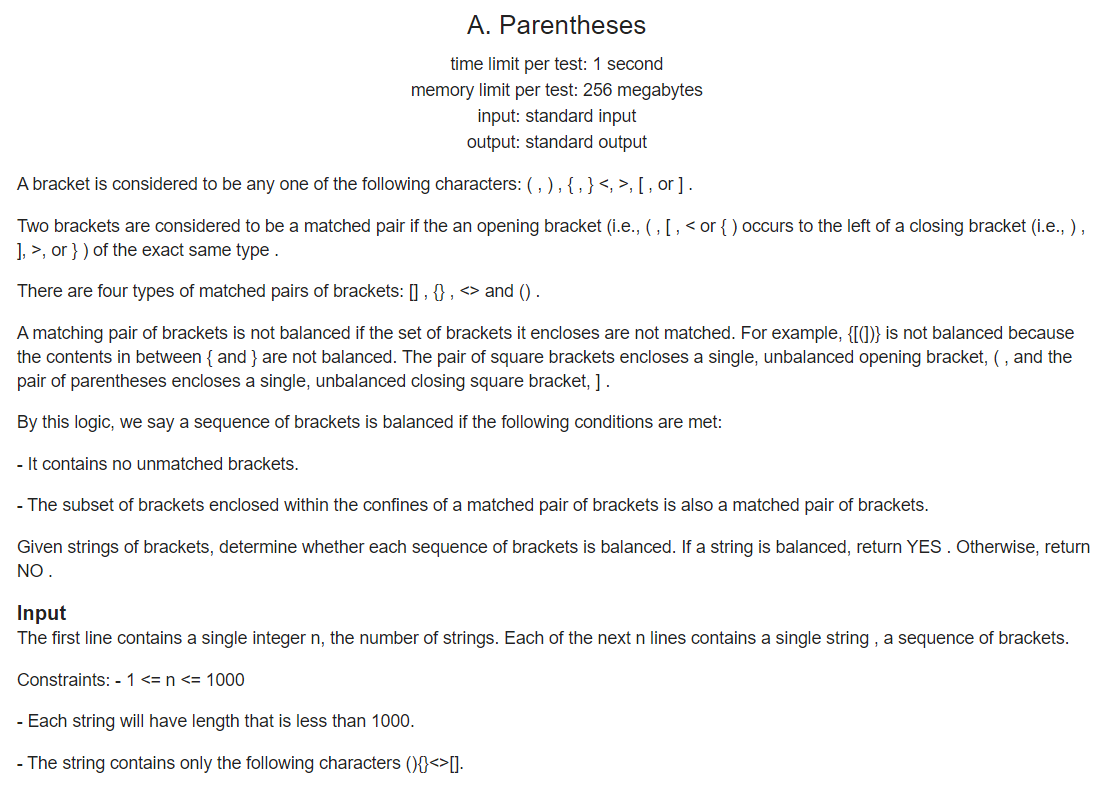 A. Parentheses
time limit per test: 1 second
memory limit per test: 256 megabytes
input: standard input
output: standard output
A bracket is considered to be any one of the following characters: ( , ) , { , } <, >, [ , or ] .
Two brackets are considered to be a matched pair if the an opening bracket (i.e., ( , [ , < or { ) occurs to the left of a closing bracket (i.e., ) ,
], >, or } ) of the exact same type .
There are four types of matched pairs of brackets: [] , {} , <> and () .
A matching pair of brackets is not balanced if the set of brackets it encloses are not matched. For example, {[(])} is not balanced because
the contents in between { and } are not balanced. The pair of square brackets encloses a single, unbalanced opening bracket, ( , and the
pair of parentheses encloses a single, unbalanced closing square bracket, ] .
By this logic, we say a sequence of brackets is balanced if the following conditions are met:
- It contains no unmatched brackets.
- The subset of brackets enclosed within the confines of a matched pair of brackets is also a matched pair of brackets.
Given strings of brackets, determine whether each sequence of brackets is balanced. If a string is balanced, return YES . Otherwise, return
NO .
Input
The first line contains a single integer n, the number of strings. Each of the next n lines contains a single string , a sequence of brackets.
Constraints: - 1 <= n <= 1000
- Each string will have length that is less than 1000.
- The string contains only the following characters (){}<>[].